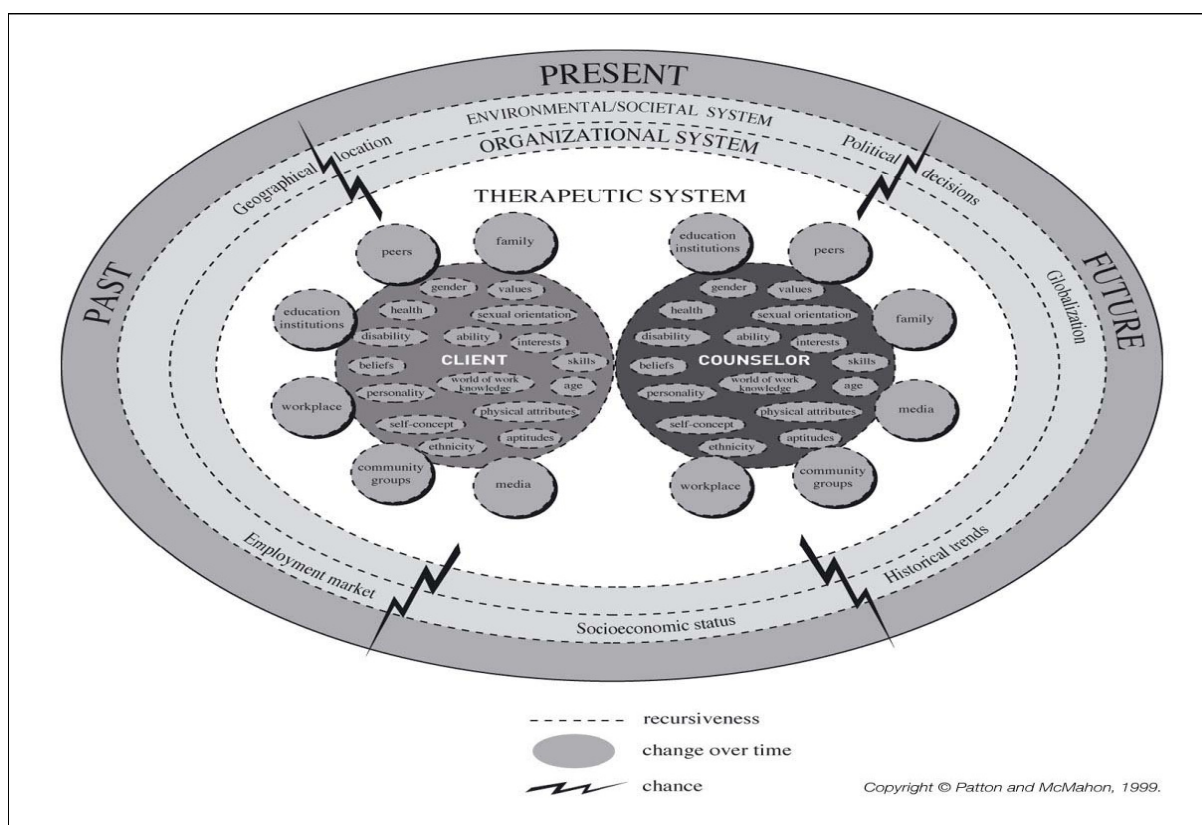 PRESENT
ENVIRONMENTAL/SOCIETAL SYSTEM
ORGANIZATIONAL SYSTEM
Geographical location
Political decisions
THERAPEUTIC SYSTEM
PAST
FUTURE
Globalization
peers
family
education
institutions
workplace
community
groups
media
gender
values
health
sexual orientation
disability
ability
interests
CLIENT
skills
beliefs
world of work
knowledge
age
personality
physical attributes
self-concept
aptitudes
ethnicity
education
institutions
peers
family
media
community
groups
workplace
gender
values
health
sexual orientation
disability
ability
interests
COUNSELOR
skills
beliefs
world of work
knowledge
age
personality
physical attributes
self-concept
aptitudes
ethnicity
Employment market
Socioeconomic status
Historical trends
recursiveness
change over time
chance
Copyright © Patton and McMahon, 1999.